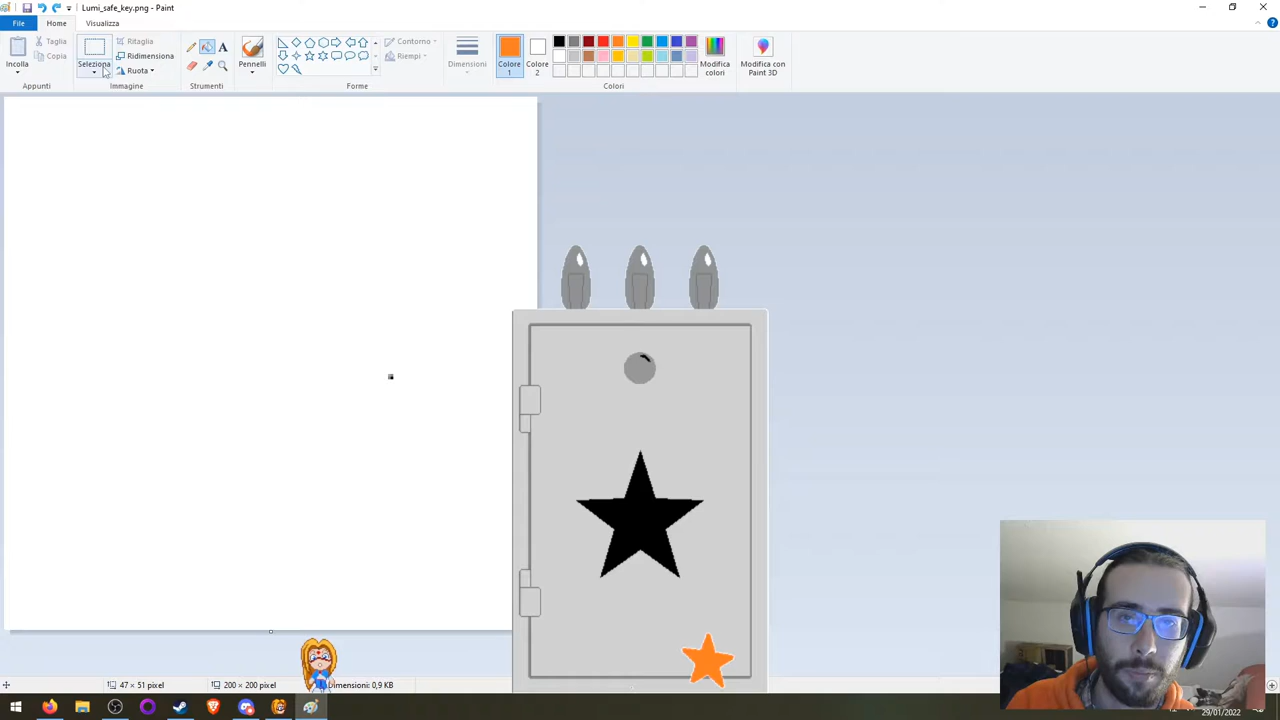 Lumi_safe_key.png - Paint
File Home Visualizza
Incolla
Taglia
Copia
Appunti
Seleziona
Ritaglia
Ridimensiona
Ruota
Immagine
Strumenti
Pennelli
Contorno
Riempi
Forme
Dimensioni
Colore 1
Colore 2
Modifica colori
Colori
Modifica con Paint 3D
47 × 51 pixel
200 × 200 pixel
Dimensioni: 0,9 KB
29/01/2022